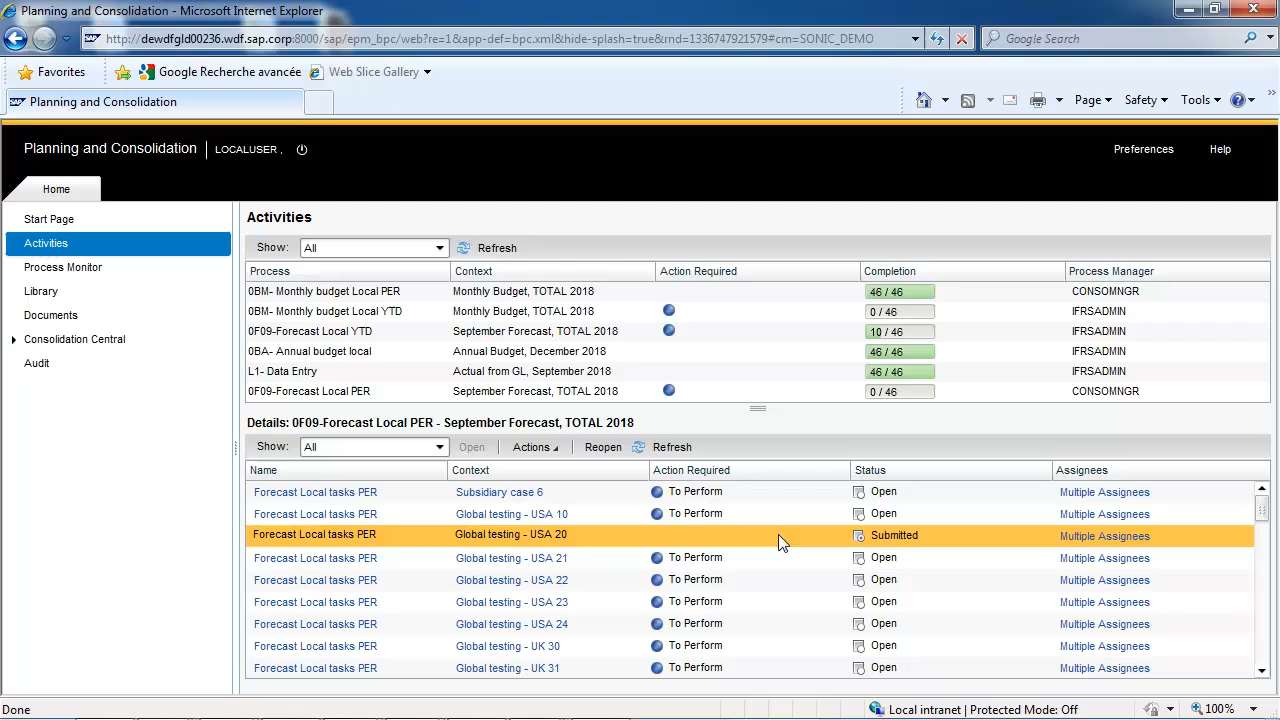 Planning and Consolidation - Microsoft Internet Explorer
http://dewdfgld00236.wdf.sap.corp:8000/sap/epm_bpc/web?re=1&app-def=bpc.xml&hide-splash=true&rnd=1336747921579#cm=SONIC_DEMO Google Search
Favorites Google Recherche avancée Web Slice Gallery
Planning and Consolidation Page Safety Tools
Planning and Consolidation LOCALUSER , Preferences Help
Home
Start Page
Activities
Process Monitor
Library
Documents
Consolidation Central
Audit
Activities
Show: All Refresh
Process Context Action Required Completion Process Manager
0BM- Monthly budget Local PER Monthly Budget, TOTAL 2018 46 / 46 CONSOMNGR
0BM- Monthly budget Local YTD Monthly Budget, TOTAL 2018 0 / 46 IFRSADMIN
0F09-Forecast Local YTD September Forecast, TOTAL 2018 10 / 46 IFRSADMIN
0BA- Annual budget local Annual Budget, December 2018 46 / 46 IFRSADMIN
L1- Data Entry Actual from GL, September 2018 46 / 46 IFRSADMIN
0F09-Forecast Local PER September Forecast, TOTAL 2018 0 / 46 CONSOMNGR
Details: 0F09-Forecast Local PER - September Forecast, TOTAL 2018
Show: All Open Actions Reopen Refresh
Name Context Action Required Status Assignees
Forecast Local tasks PER Subsidiary case 6 To Perform Open Multiple Assignees
Forecast Local tasks PER Global testing - USA 10 To Perform Open Multiple Assignees
Forecast Local tasks PER Global testing - USA 20 Submitted Multiple Assignees
Forecast Local tasks PER Global testing - USA 21 To Perform Open Multiple Assignees
Forecast Local tasks PER Global testing - USA 22 To Perform Open Multiple Assignees
Forecast Local tasks PER Global testing - USA 23 To Perform Open Multiple Assignees
Forecast Local tasks PER Global testing - USA 24 To Perform Open Multiple Assignees
Forecast Local tasks PER Global testing - UK 30 To Perform Open Multiple Assignees
Forecast Local tasks PER Global testing - UK 31 To Perform Open Multiple Assignees
Done Local intranet | Protected Mode: Off 100%